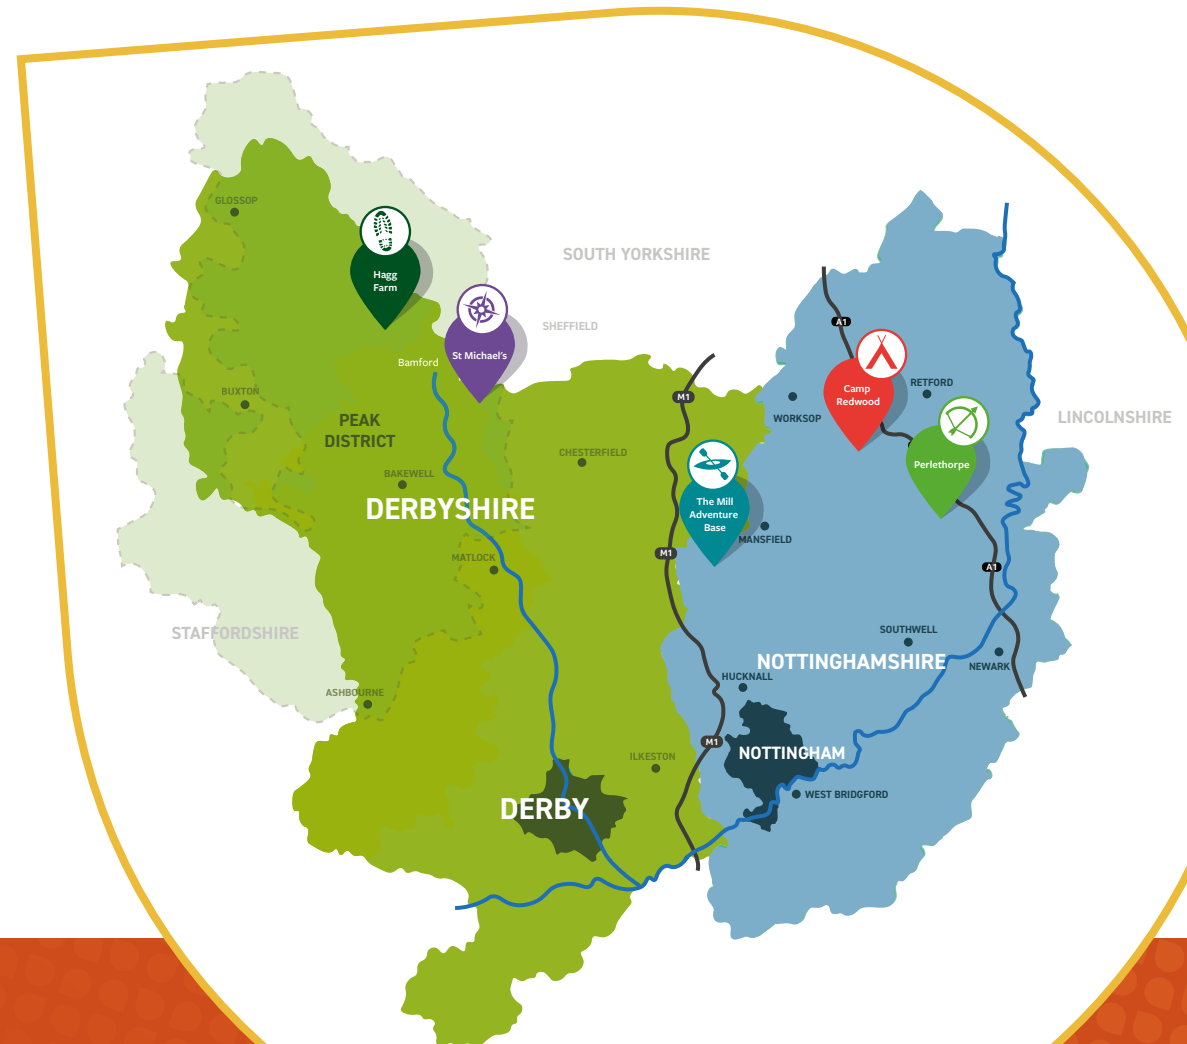 GLOSSOP
Hagg
Farm
SOUTH YORKSHIRE
SHEFFIELD
A1
St Michael's
Bamford
BUXTON
PEAK
DISTRICT
M1
WORKSOP
Camp
Redwood
RETFORD
LINCOLNSHIRE
CHESTERFIELD
BAKEWELL
Perlethorpe
DERBYSHIRE
The Mill
Adventure
Base
MANSFIELD
M1
MATLOCK
A1
STAFFORDSHIRE
SOUTHWELL
NOTTINGHAMSHIRE
NEWARK
HUCKNALL
ASHBOURNE
M1
ILKESTON
NOTTINGHAM
WEST BRIDGFORD
DERBY